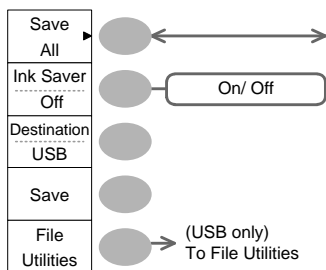 Save
All
Ink Saver
Off
On/ Off
Destination
USB
Save
File
Utilities
(USB only)
To File Utilities